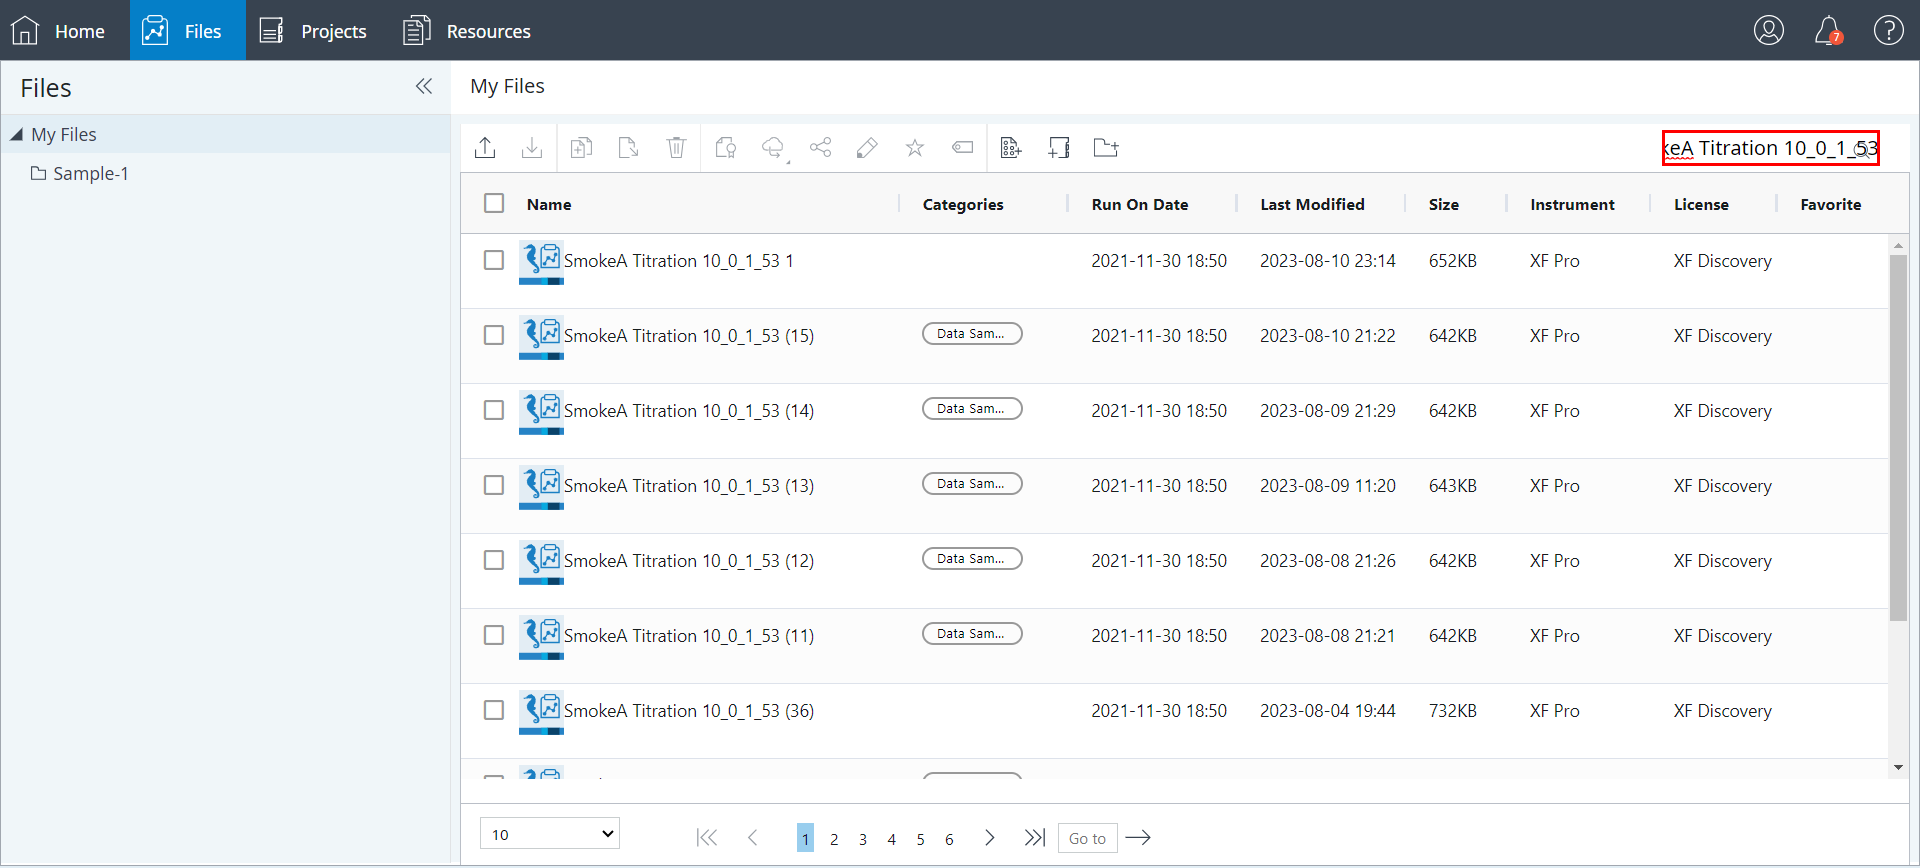 Home Files Projects Resources 7
Files
My Files
My Files
Sample-1
keA Titration 10_0_1_53
Name Categories Run On Date Last Modified Size Instrument License Favorite
SmokeA Titration 10_0_1_53 1 2021-11-30 18:50 2023-08-10 23:14 652KB XF Pro XF Discovery
SmokeA Titration 10_0_1_53 (15) Data Sam... 2021-11-30 18:50 2023-08-10 21:22 642KB XF Pro XF Discovery
SmokeA Titration 10_0_1_53 (14) Data Sam... 2021-11-30 18:50 2023-08-09 21:29 642KB XF Pro XF Discovery
SmokeA Titration 10_0_1_53 (13) Data Sam... 2021-11-30 18:50 2023-08-09 11:20 643KB XF Pro XF Discovery
SmokeA Titration 10_0_1_53 (12) Data Sam... 2021-11-30 18:50 2023-08-08 21:26 642KB XF Pro XF Discovery
SmokeA Titration 10_0_1_53 (11) Data Sam... 2021-11-30 18:50 2023-08-08 21:21 642KB XF Pro XF Discovery
SmokeA Titration 10_0_1_53 (36) 2021-11-30 18:50 2023-08-04 19:44 732KB XF Pro XF Discovery
10 1 2 3 4 5 6 Go to